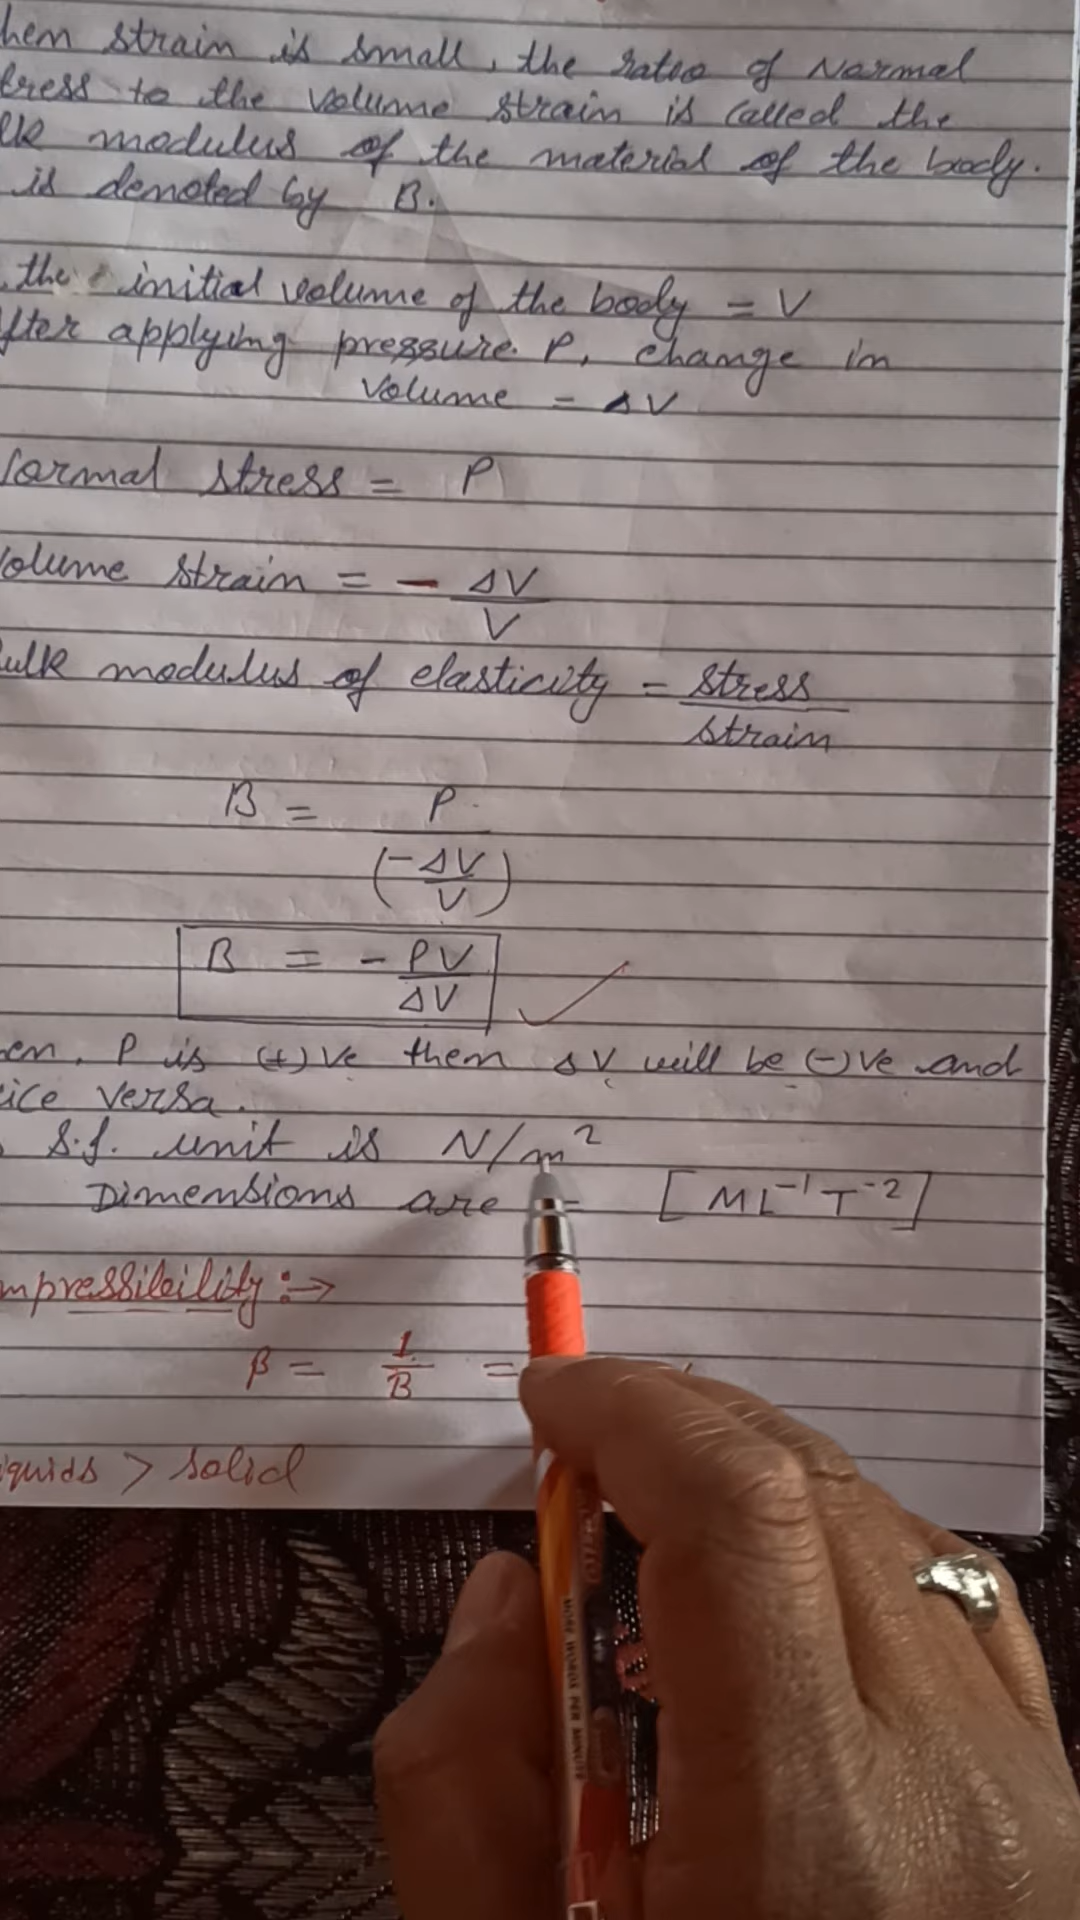 hen strain is small, the ratio of Normal
tress to the volume strain is called the
lk modulus of the material of the body.
is denoted by B.
the initial volume of the body = V
fter applying pressure P, change in
Volume = ΔV
ormal stress = P
olume strain = - ΔV/V
ulk modulus of elasticity = stress/strain
B = P/(-ΔV/V)
B = - PV/ΔV
en, P is (+)ve then ΔV will be (-)ve and
ice versa.
S.I. unit is N/m²
Dimensions are = [ML⁻¹T⁻²]
mpressibility :→
β = 1/B =
iquids > solid